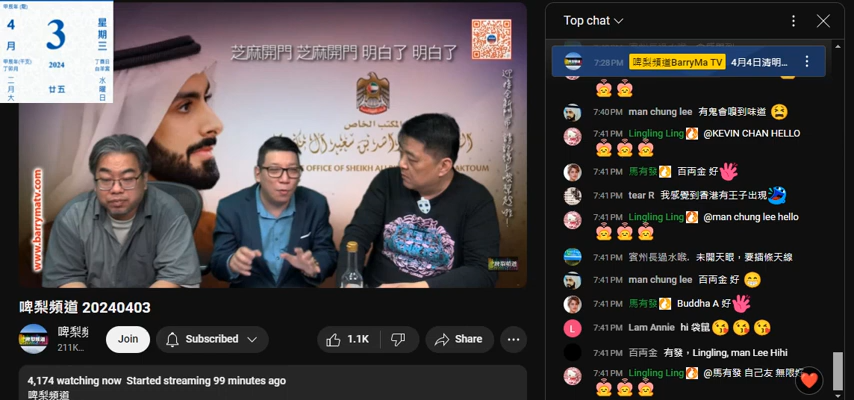 4
月
3
2024
廿五
星期三
水曜日
二月大
芝麻開門 芝麻開門 明白了 明白了
www.barrymatv.com
OFFICE OF SHEIKH
啤梨頻道 20240403
啤梨頻
211K...
Join
Subscribed
1.1K
Share
4,174 watching now Started streaming 99 minutes ago
啤梨頻道
Top chat
7:28 PM 啤梨頻道BarryMa TV 4月4日清明...
7:40 PM man chung lee 有鬼會嗅到味道
7:41 PM Lingling Ling @KEVIN CHAN HELLO
7:41 PM 馬有發 百両金 好
7:41 PM tear R 我感覺到香港有王子出現
7:41 PM Lingling Ling @man chung lee hello
7:41 PM 賓州長過水喉. 未開天眼，要插條天線
7:41 PM man chung lee 百両金 好
7:41 PM 馬有發 Buddha A 好
7:41 PM Lam Annie hi 袋鼠
7:41 PM 百両金 有發，Lingling, man Lee Hihi
7:41 PM Lingling Ling @馬有發 自己友 無限